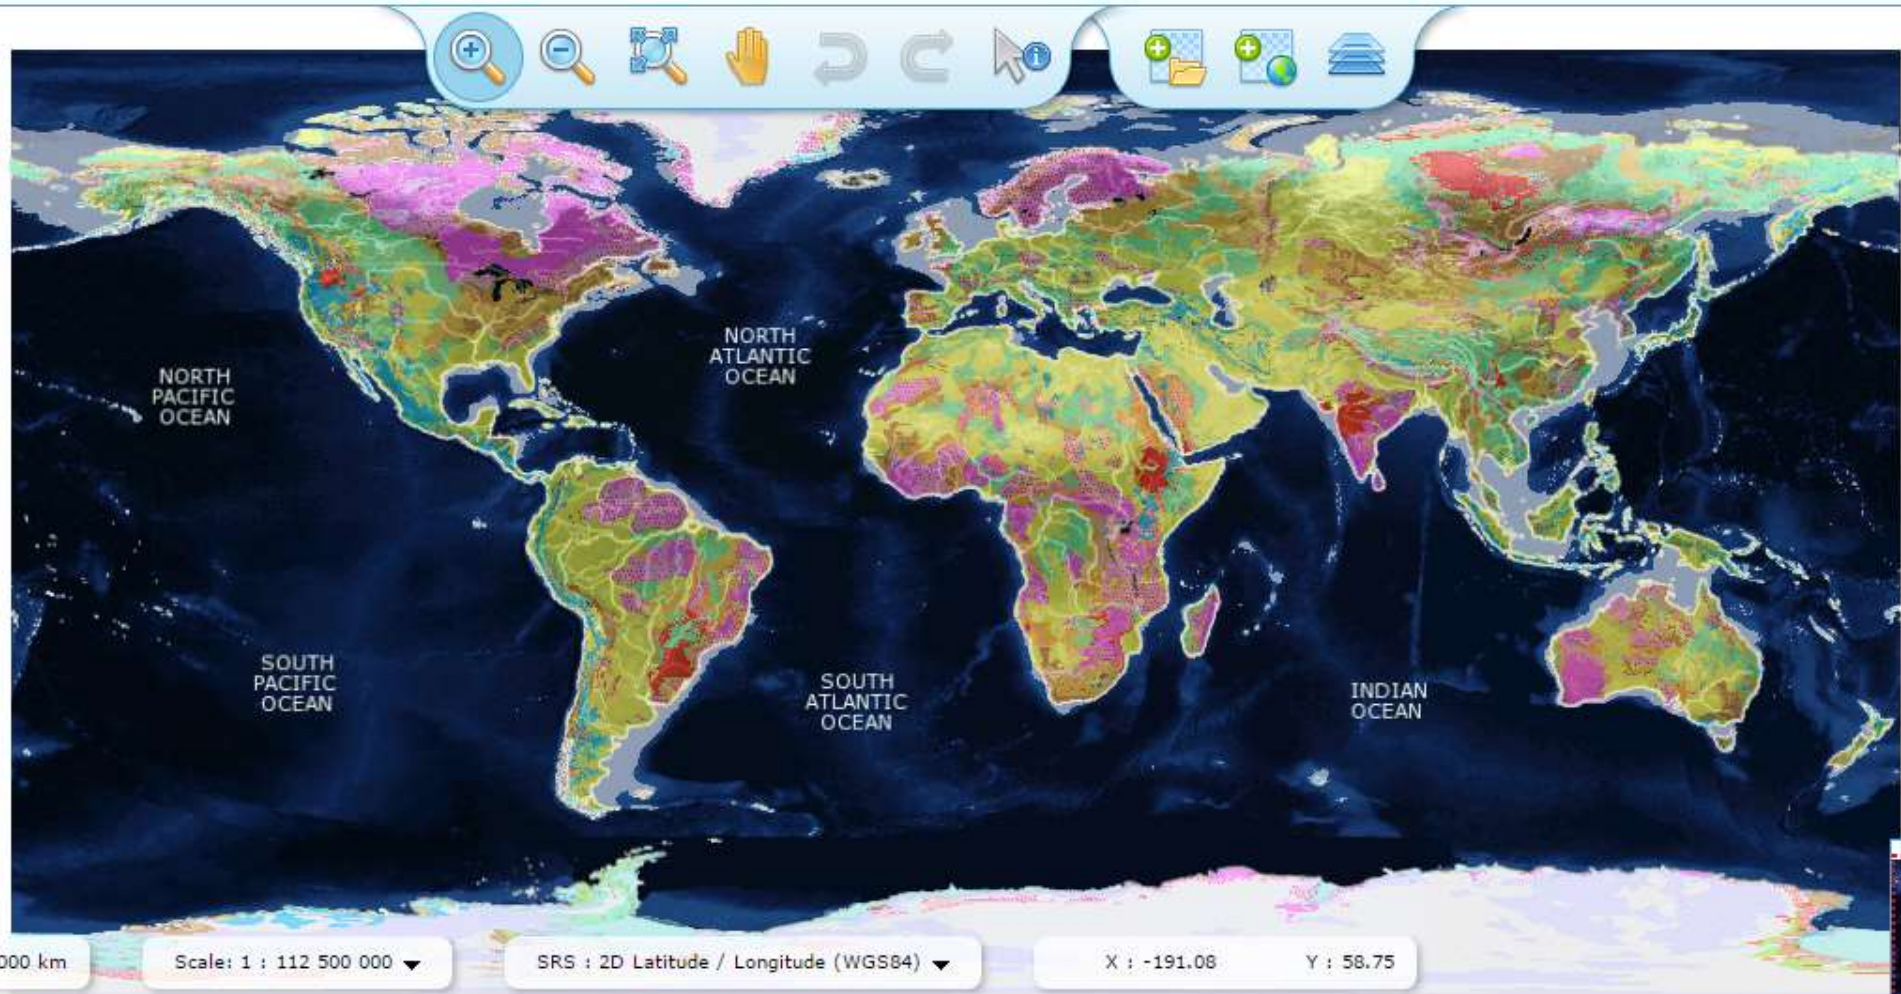 NORTH
ATLANTIC
OCEAN
NORTH
PACIFIC
OCEAN
SOUTH
PACIFIC
OCEAN
SOUTH
ATLANTIC
OCEAN
INDIAN
OCEAN
000 km
Scale: 1 : 112 500 000
SRS : 2D Latitude / Longitude (WGS84)
X : -191.08
Y : 58.75